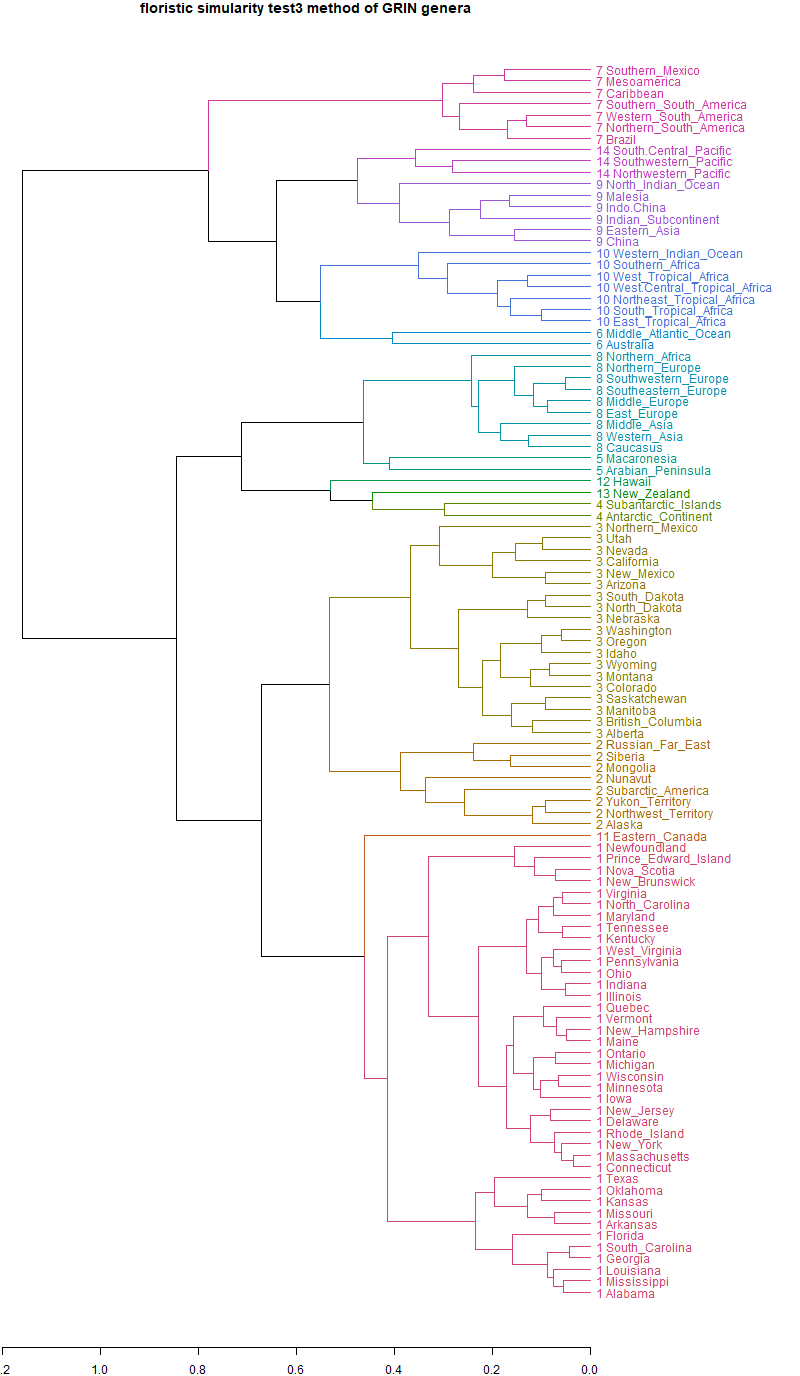 floristic simularity test3 method of GRIN genera
7 Southern_Mexico
7 Mesoamerica
7 Caribbean
7 Southern_South_America
7 Western_South_America
7 Northern_South_America
7 Brazil
14 South.Central_Pacific
14 Southwestern_Pacific
14 Northwestern_Pacific
9 North_Indian_Ocean
9 Malesia
9 Indo.China
9 Indian_Subcontinent
9 Eastern_Asia
9 China
10 Western_Indian_Ocean
10 Southern_Africa
10 West_Tropical_Africa
10 West.Central_Tropical_Africa
10 Northeast_Tropical_Africa
10 South_Tropical_Africa
10 East_Tropical_Africa
6 Middle_Atlantic_Ocean
6 Australia
8 Northern_Africa
8 Northern_Europe
8 Southwestern_Europe
8 Southeastern_Europe
8 Middle_Europe
8 East_Europe
8 Middle_Asia
8 Western_Asia
8 Caucasus
5 Macaronesia
5 Arabian_Peninsula
12 Hawaii
13 New_Zealand
4 Subantarctic_Islands
4 Antarctic_Continent
3 Northern_Mexico
3 Utah
3 Nevada
3 California
3 New_Mexico
3 Arizona
3 South_Dakota
3 North_Dakota
3 Nebraska
3 Washington
3 Oregon
3 Idaho
3 Wyoming
3 Montana
3 Colorado
3 Saskatchewan
3 Manitoba
3 British_Columbia
3 Alberta
2 Russian_Far_East
2 Siberia
2 Mongolia
2 Nunavut
2 Subarctic_America
2 Yukon_Territory
2 Northwest_Territory
2 Alaska
11 Eastern_Canada
1 Newfoundland
1 Prince_Edward_Island
1 Nova_Scotia
1 New_Brunswick
1 Virginia
1 North_Carolina
1 Maryland
1 Tennessee
1 Kentucky
1 West_Virginia
1 Pennsylvania
1 Ohio
1 Indiana
1 Illinois
1 Quebec
1 Vermont
1 New_Hampshire
1 Maine
1 Ontario
1 Michigan
1 Wisconsin
1 Minnesota
1 Iowa
1 New_Jersey
1 Delaware
1 Rhode_Island
1 New_York
1 Massachusetts
1 Connecticut
1 Texas
1 Oklahoma
1 Kansas
1 Missouri
1 Arkansas
1 Florida
1 South_Carolina
1 Georgia
1 Louisiana
1 Mississippi
1 Alabama
.2 1.0 0.8 0.6 0.4 0.2 0.0